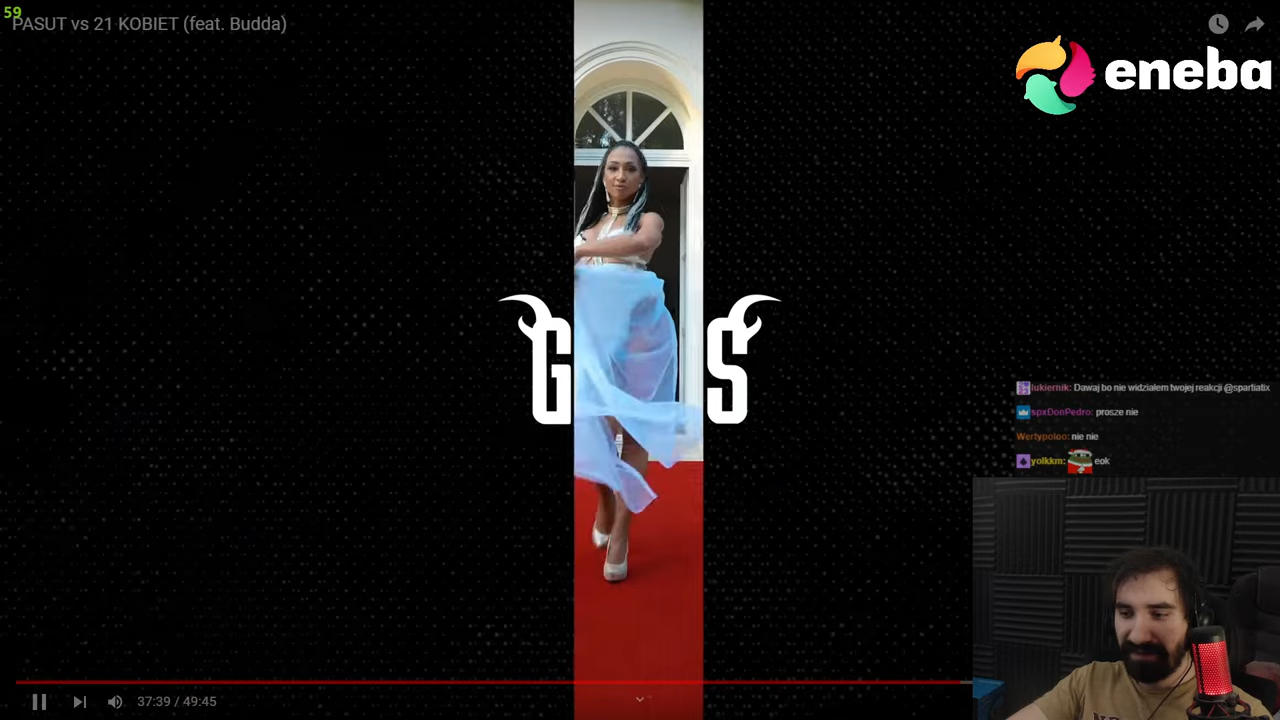 59
PASUT vs 21 KOBIET (feat. Budda)
eneba
G S
lukiernik: Dawaj bo nie widziałem twojej reakcji @spartiatix
spxDonPedro: prosze nie
Wertypoloo: nie nie
yolkkm: eok
37:39 / 49:45